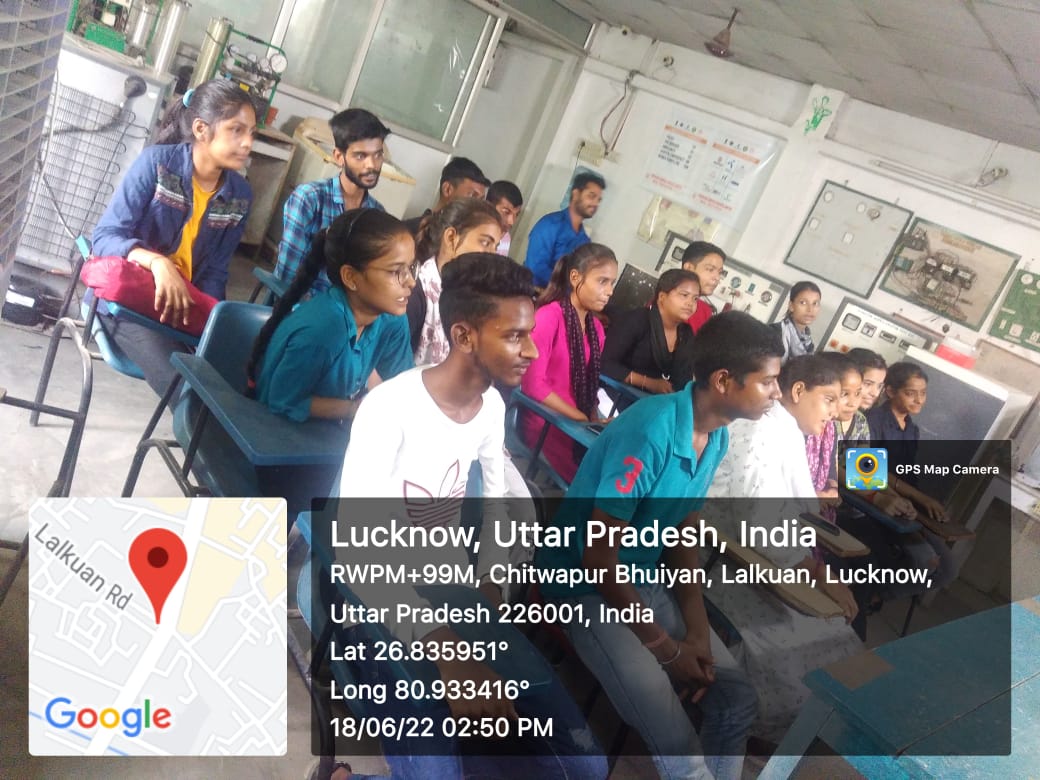 GPS Map Camera
Lucknow, Uttar Pradesh, India
RWPM+99M, Chitwapur Bhuiyan, Lalkuan, Lucknow,
Uttar Pradesh 226001, India
Lat 26.835951°
Long 80.933416°
18/06/22 02:50 PM
Lalkuan Rd
Google
3